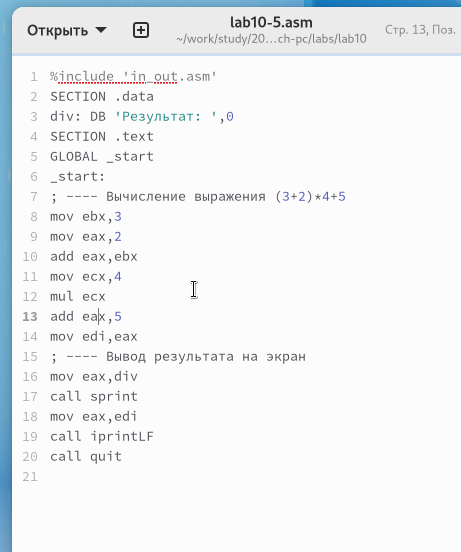 Открыть
lab10-5.asm
~/work/study/20…ch-pc/labs/lab10
Стр. 13, Поз.
1 %include 'in_out.asm'
2 SECTION .data
3 div: DB 'Результат: ',0
4 SECTION .text
5 GLOBAL _start
6 _start:
7 ; ---- Вычисление выражения (3+2)*4+5
8 mov ebx,3
9 mov eax,2
10 add eax,ebx
11 mov ecx,4
12 mul ecx
13 add eax,5
14 mov edi,eax
15 ; ---- Вывод результата на экран
16 mov eax,div
17 call sprint
18 mov eax,edi
19 call iprintLF
20 call quit
21